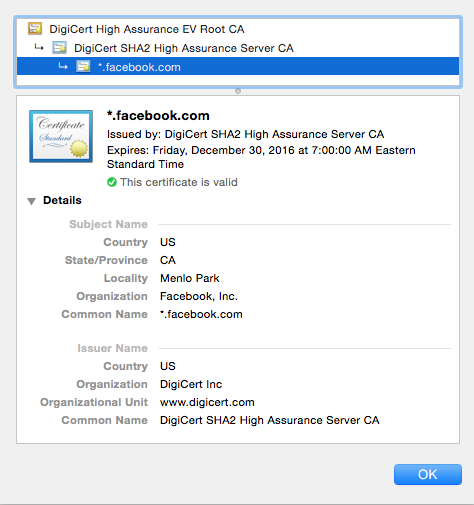 DigiCert High Assurance EV Root CA
DigiCert SHA2 High Assurance Server CA
*.facebook.com
Certificate
Standard
*.facebook.com
Issued by: DigiCert SHA2 High Assurance Server CA
Expires: Friday, December 30, 2016 at 7:00:00 AM Eastern
Standard Time
This certificate is valid
Details
Subject Name
Country US
State/Province CA
Locality Menlo Park
Organization Facebook, Inc.
Common Name *.facebook.com
Issuer Name
Country US
Organization DigiCert Inc
Organizational Unit www.digicert.com
Common Name DigiCert SHA2 High Assurance Server CA
OK